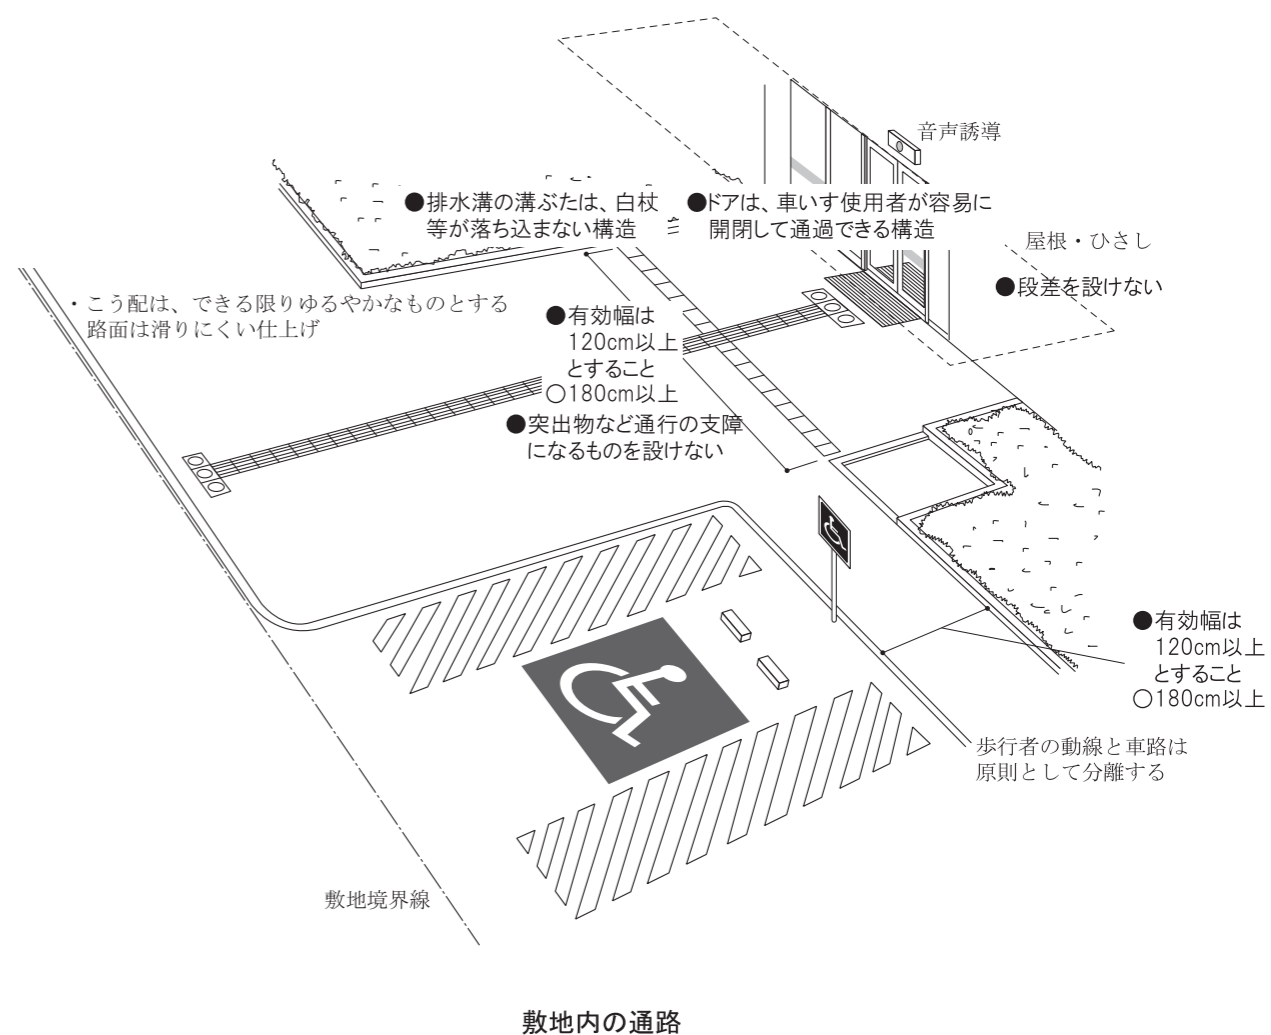 音声誘導
●排水溝の溝ぶたは、白杖
等が落ち込まない構造
●ドアは、車いす使用者が容易に
開閉して通過できる構造
屋根・ひさし
●段差を設けない
・こう配は、できる限りゆるやかなものとする
路面は滑りにくい仕上げ
●有効幅は
120cm以上
とすること
○180cm以上
●突出物など通行の支障
になるものを設けない
●有効幅は
120cm以上
とすること
○180cm以上
歩行者の動線と車路は
原則として分離する
敷地境界線
敷地内の通路